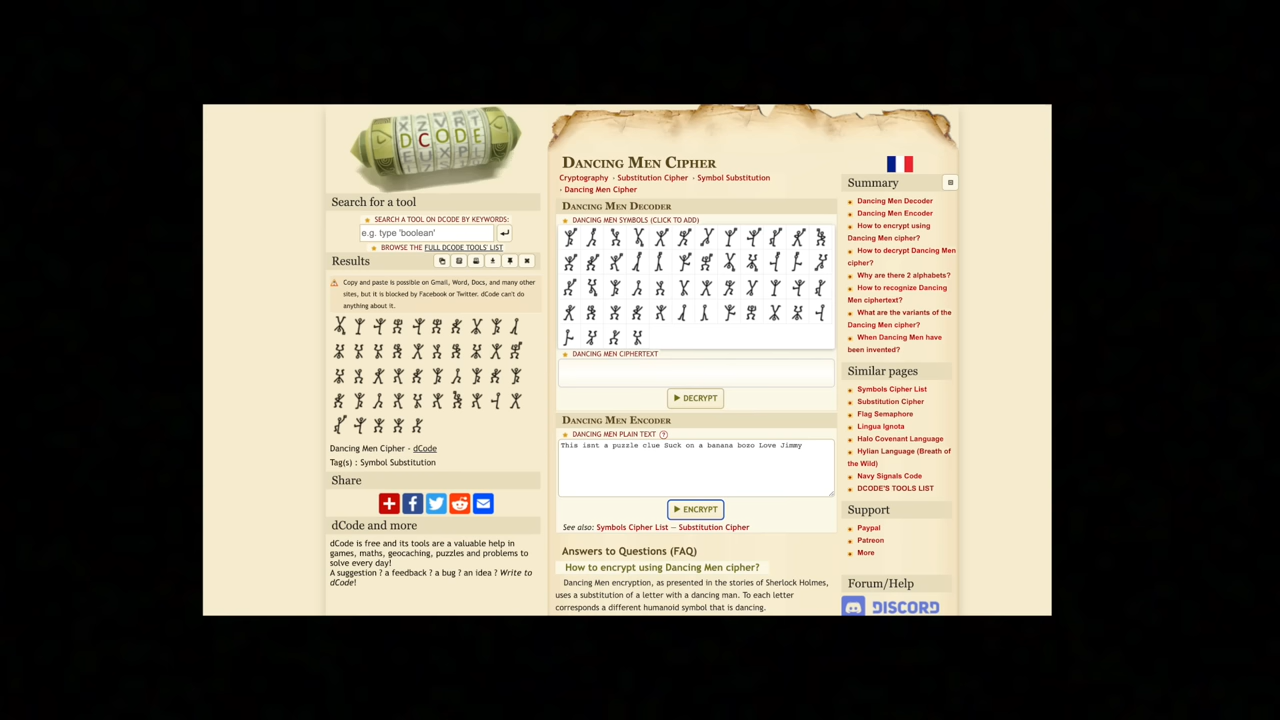 DCODE
Search for a tool
SEARCH A TOOL ON DCODE BY KEYWORDS:
e.g. type 'boolean'
BROWSE THE FULL DCODE TOOLS' LIST
Results
Copy and paste is possible on Gmail, Word, Docs, and many other
sites, but it is blocked by Facebook or Twitter. dCode can't do
anything about it.
Dancing Men Cipher - dCode
Tag(s) : Symbol Substitution
Share
dCode and more
dCode is free and its tools are a valuable help in
games, maths, geocaching, puzzles and problems to
solve every day!
A suggestion ? a feedback ? a bug ? an idea ? Write to
dCode!
DANCING MEN CIPHER
Cryptography › Substitution Cipher › Symbol Substitution
› Dancing Men Cipher
DANCING MEN DECODER
DANCING MEN SYMBOLS (CLICK TO ADD)
DANCING MEN CIPHERTEXT
▶ DECRYPT
DANCING MEN ENCODER
DANCING MEN PLAIN TEXT (?)
This isnt a puzzle clue Suck on a banana bozo Love Jimmy
▶ ENCRYPT
See also: Symbols Cipher List — Substitution Cipher
Answers to Questions (FAQ)
How to encrypt using Dancing Men cipher?
Dancing Men encryption, as presented in the stories of Sherlock Holmes,
uses a substitution of a letter with a dancing man. To each letter
corresponds a different humanoid symbol that is dancing.
Summary
Dancing Men Decoder
Dancing Men Encoder
How to encrypt using
Dancing Men cipher?
How to decrypt Dancing Men
cipher?
Why are there 2 alphabets?
How to recognize Dancing
Men ciphertext?
What are the variants of the
Dancing Men cipher?
When Dancing Men have
been invented?
Similar pages
Symbols Cipher List
Substitution Cipher
Flag Semaphore
Lingua Ignota
Halo Covenant Language
Hylian Language (Breath of
the Wild)
Navy Signals Code
DCODE'S TOOLS LIST
Support
Paypal
Patreon
More
Forum/Help
DISCORD